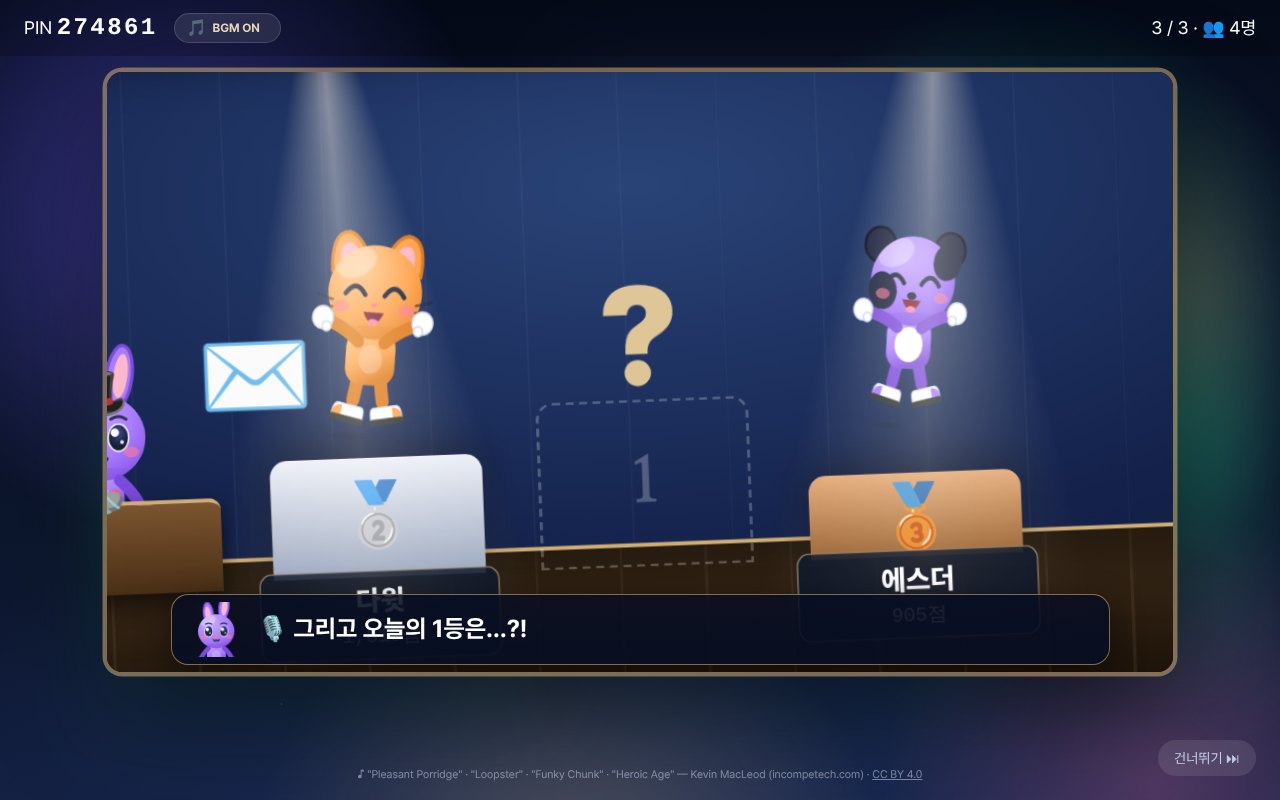 PIN 274861 🎵 BGM ON
3 / 3 · 👥 4명
?
1
2
3
다윗
에스더
905점
🎙️ 그리고 오늘의 1등은...?!
건너뛰기 ⏭
♪ "Pleasant Porridge" · "Loopster" · "Funky Chunk" · "Heroic Age" — Kevin MacLeod (incompetech.com) · CC BY 4.0